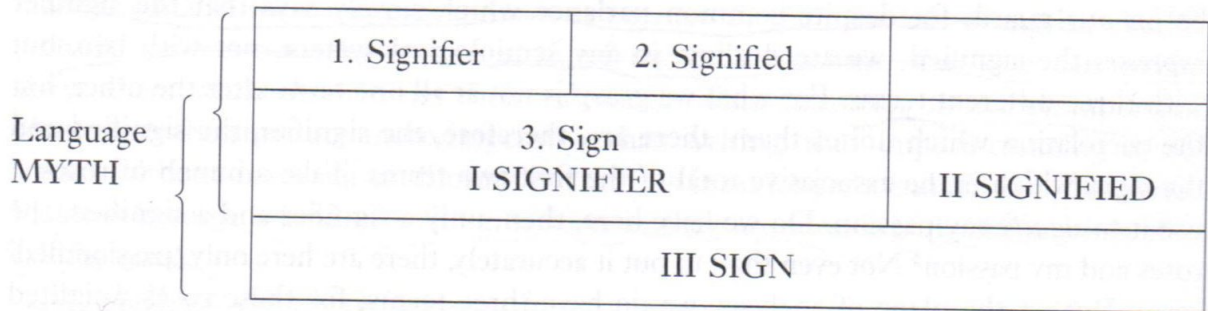 1. Signifier 2. Signified
Language 3. Sign
MYTH I SIGNIFIER II SIGNIFIED
III SIGN